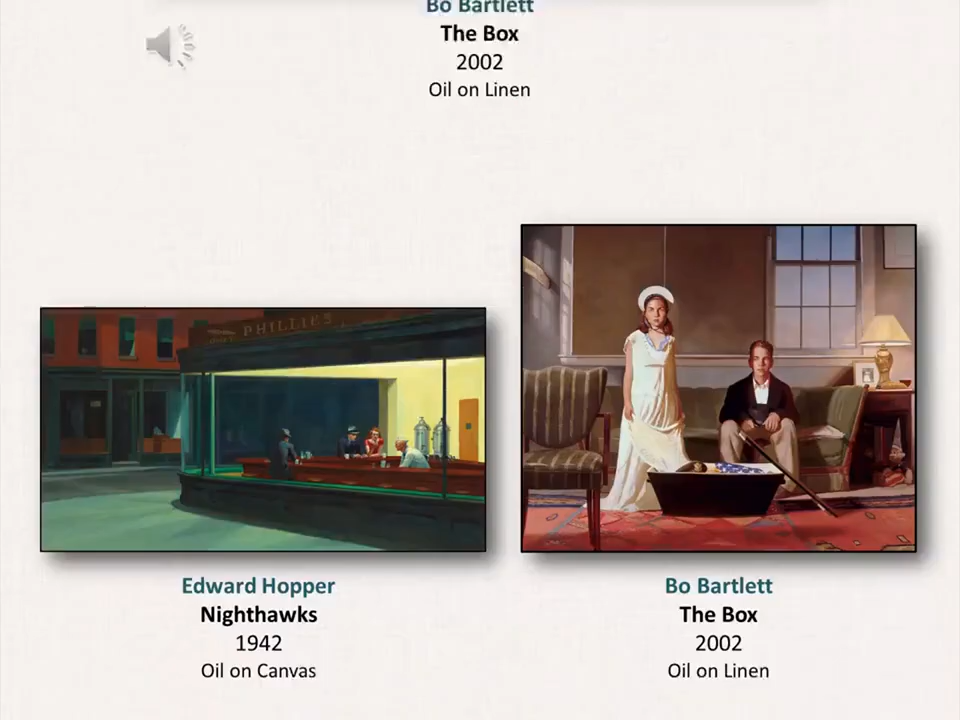 Bo Bartlett
The Box
2002
Oil on Linen
PHILLIES
Edward Hopper
Nighthawks
1942
Oil on Canvas
Bo Bartlett
The Box
2002
Oil on Linen